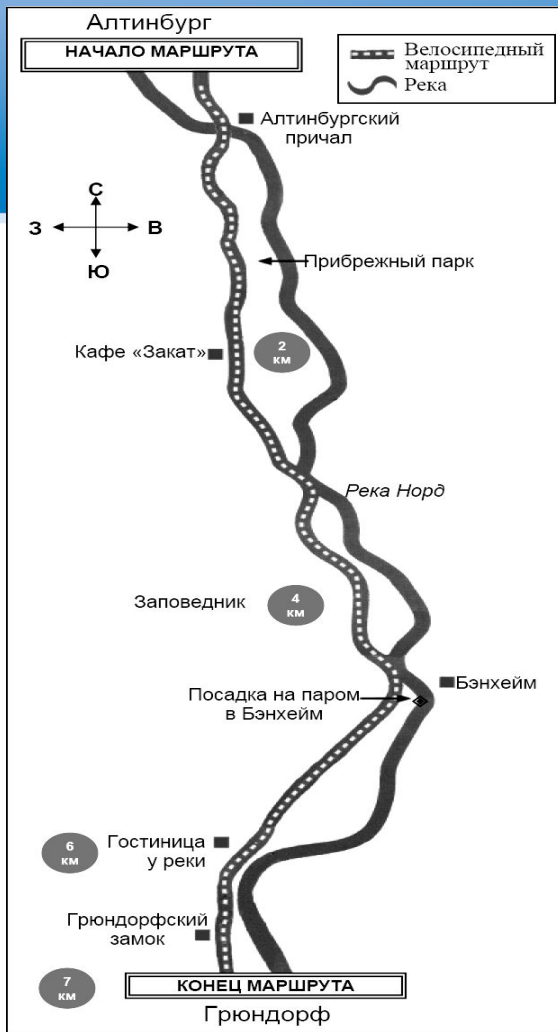 Алтинбург
НАЧАЛО МАРШРУТА
Велосипедный
маршрут
Река
Алтинбургский
причал
С
З
В
Ю
Прибрежный парк
Кафе «Закат»
2
км
Река Норд
Заповедник
4
км
Бэнхейм
Посадка на паром
в Бэнхейм
6
км
Гостиница
у реки
Грюндорфский
замок
7
км
КОНЕЦ МАРШРУТА
Грюндорф